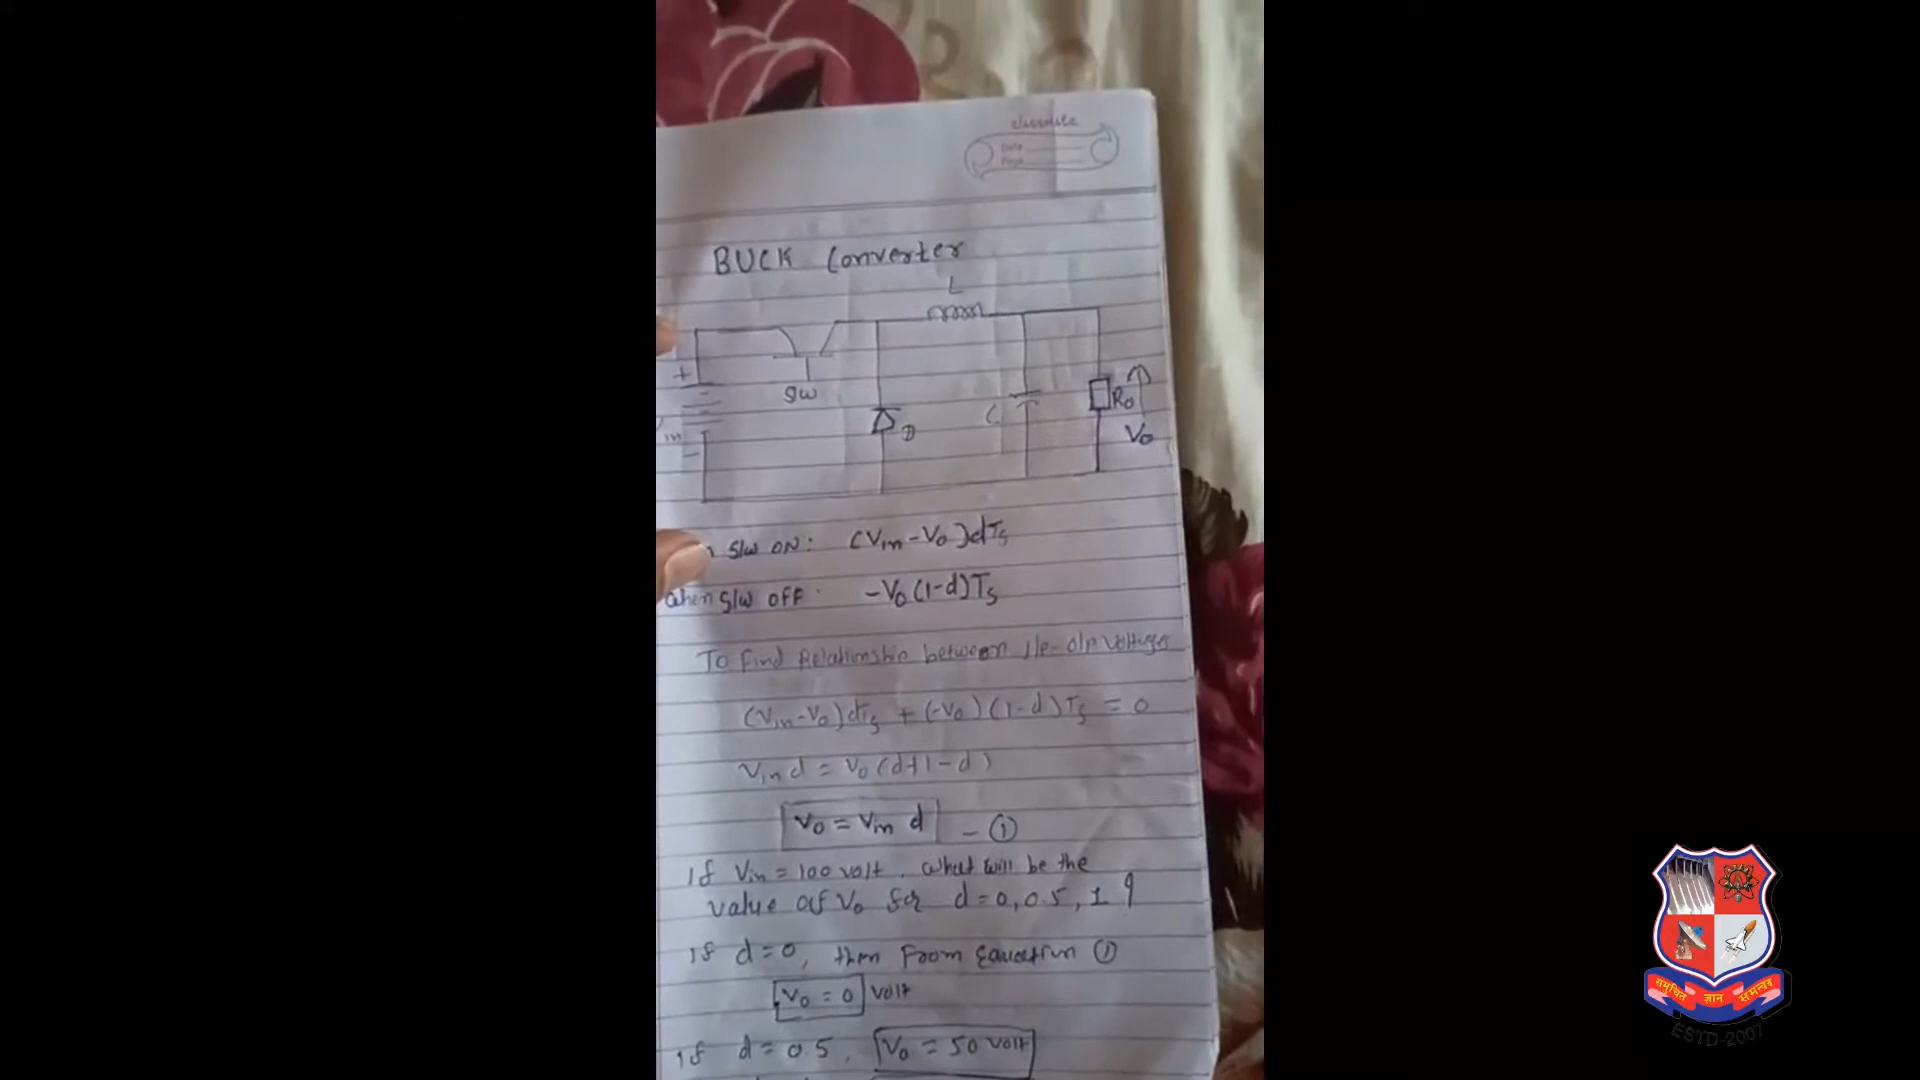 classmate
Date
Page
BUCK Converter
L
+
SW
in
-
D
C
Ro
Vo
SW ON: (Vin-Vo)dTs
When S/W OFF: -Vo(1-d)Ts
To Find Relationship between i/p-o/p voltages
(Vin-Vo)dTs + (-Vo)(1-d)Ts = 0
Vin d = Vo(d+1-d)
Vo = Vin d - ①
If Vin = 100 volt. What will be the
value of Vo for d=0, 0.5, 1 ?
If d=0, then From Equation ①
Vo = 0 volt
if d=0.5, Vo = 50 volt
समुचित ज्ञान समन्वय
ESTD-2007